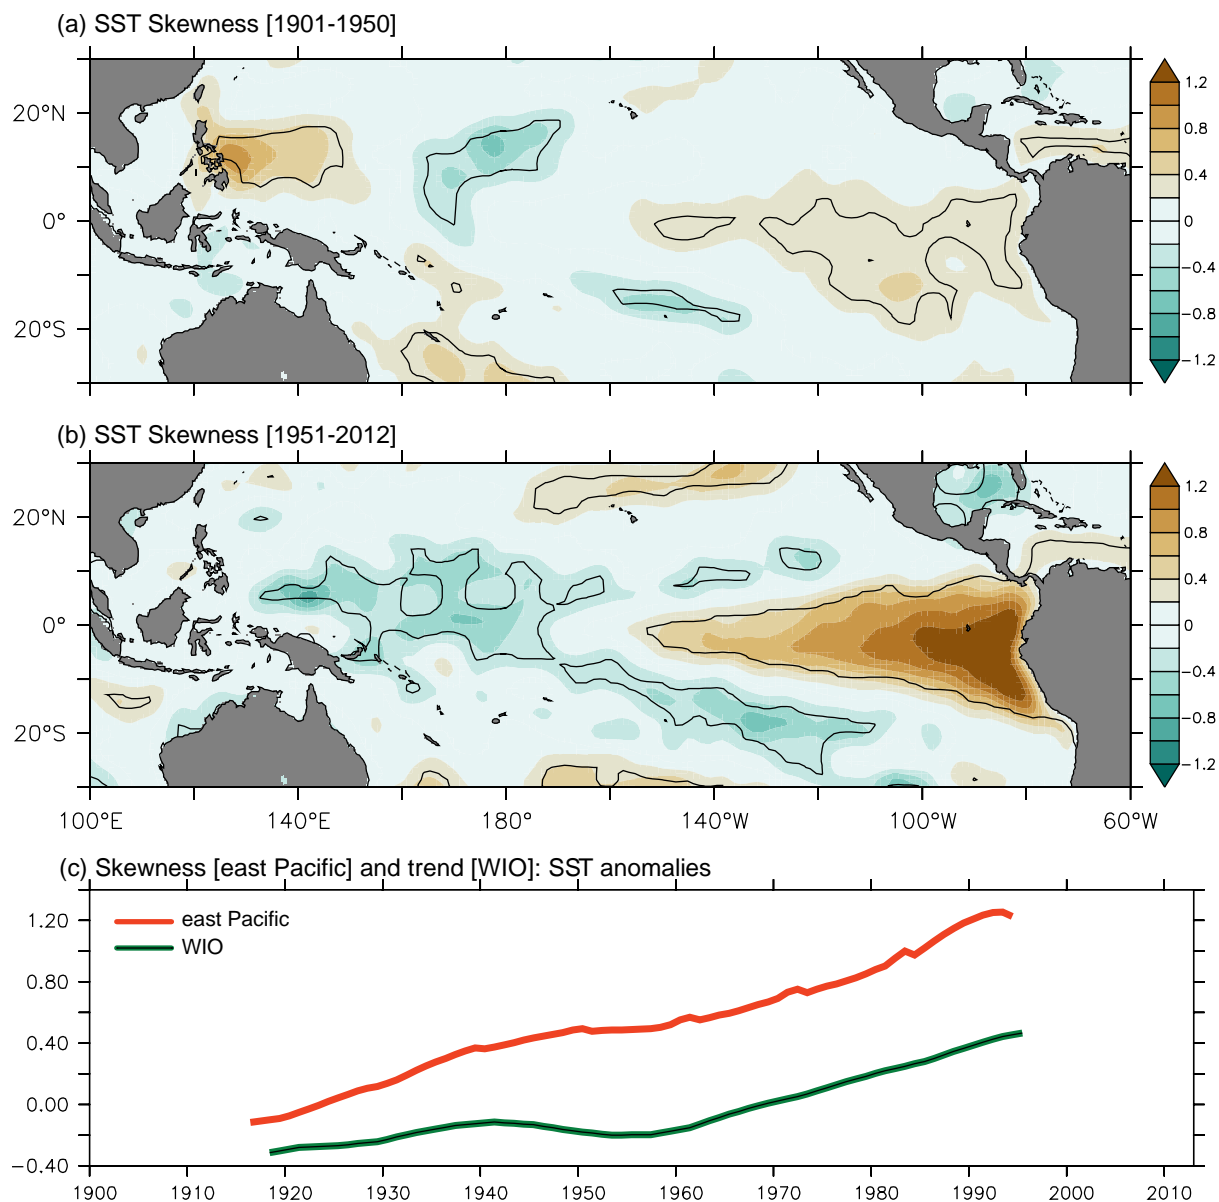 (a) SST Skewness [1901-1950]
20°N
0°
20°S
1.2
0.8
0.4
0
−0.4
−0.8
−1.2
(b) SST Skewness [1951-2012]
20°N
0°
20°S
100°E 140°E 180° 140°W 100°W 60°W
1.2
0.8
0.4
0
−0.4
−0.8
−1.2
(c) Skewness [east Pacific] and trend [WIO]: SST anomalies
east Pacific
WIO
1.20
0.80
0.40
0.00
−0.40
1900 1920 1930 1940 1950 1960 1970 1980 1990 2000 2010